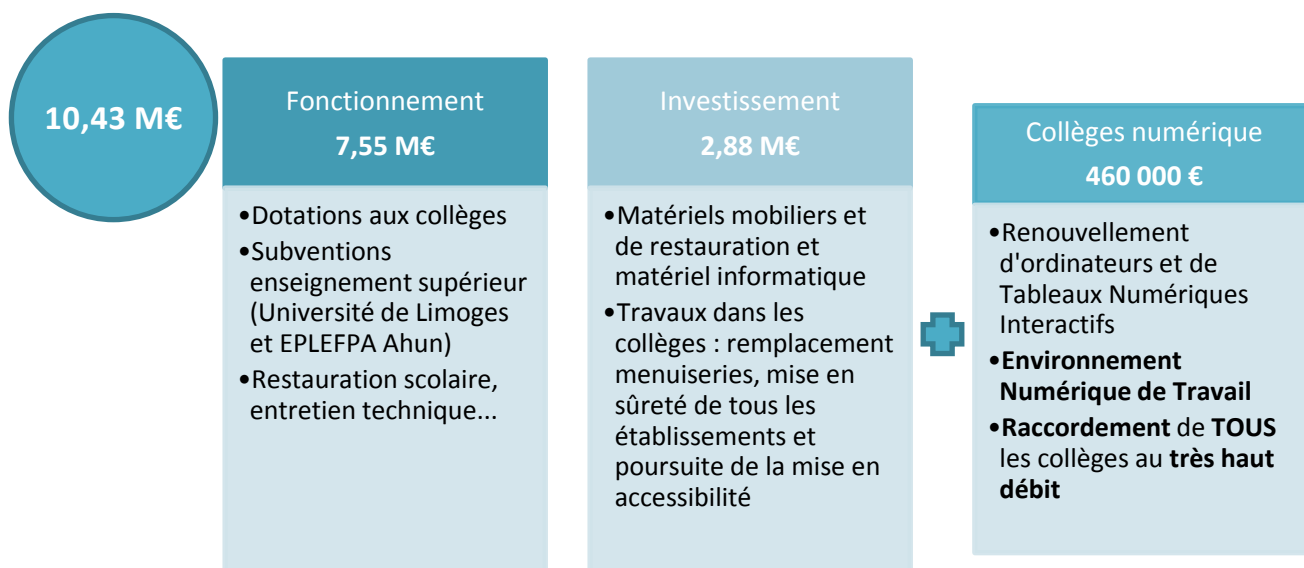 10,43 M€
Fonctionnement
7,55 M€
•Dotations aux collèges
•Subventions
enseignement supérieur
(Université de Limoges
et EPLEFPA Ahun)
•Restauration scolaire,
entretien technique...
Investissement
2,88 M€
•Matériels mobiliers et
de restauration et
matériel informatique
•Travaux dans les
collèges : remplacement
menuiseries, mise en
sûreté de tous les
établissements et
poursuite de la mise en
accessibilité
Collèges numérique
460 000 €
•Renouvellement
d'ordinateurs et de
Tableaux Numériques
Interactifs
•Environnement
Numérique de Travail
•Raccordement de TOUS
les collèges au très haut
débit